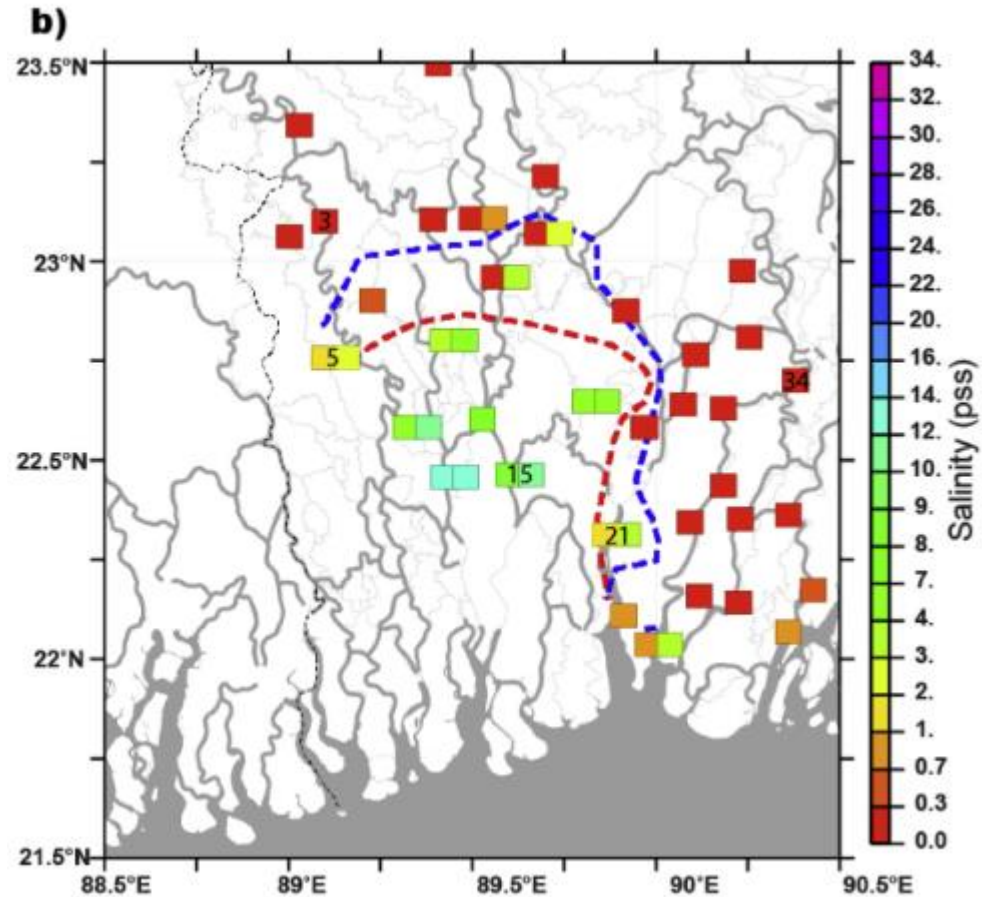 b)
23.5°N
23°N
22.5°N
22°N
21.5°N
88.5°E
89°E
89.5°E
90°E
90.5°E
3
5
15
21
34
34.
32.
30.
28.
26.
24.
22.
20.
16.
14.
12.
10.
9.
8.
7.
4.
3.
2.
1.
0.7
0.3
0.0
Salinity (pss)